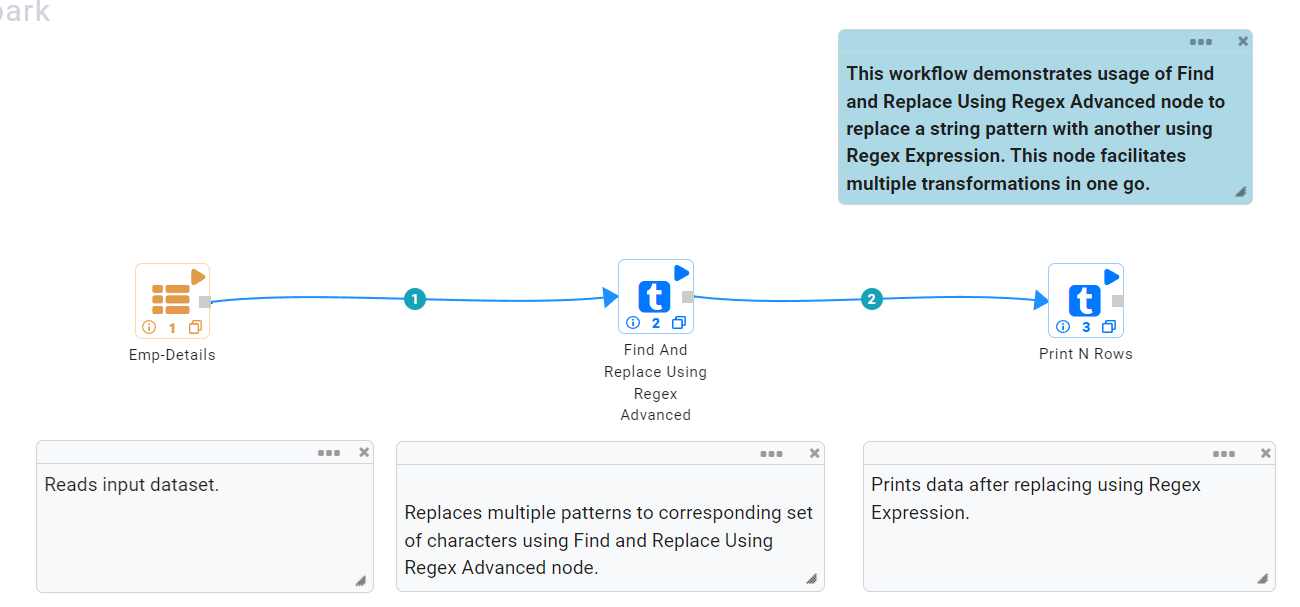 park
This workflow demonstrates usage of Find
and Replace Using Regex Advanced node to
replace a string pattern with another using
Regex Expression. This node facilitates
multiple transformations in one go.
1
2
1
2
3
Emp-Details
Find And
Replace Using
Regex
Advanced
Print N Rows
Reads input dataset.
Replaces multiple patterns to corresponding set
of characters using Find and Replace Using
Regex Advanced node.
Prints data after replacing using Regex
Expression.